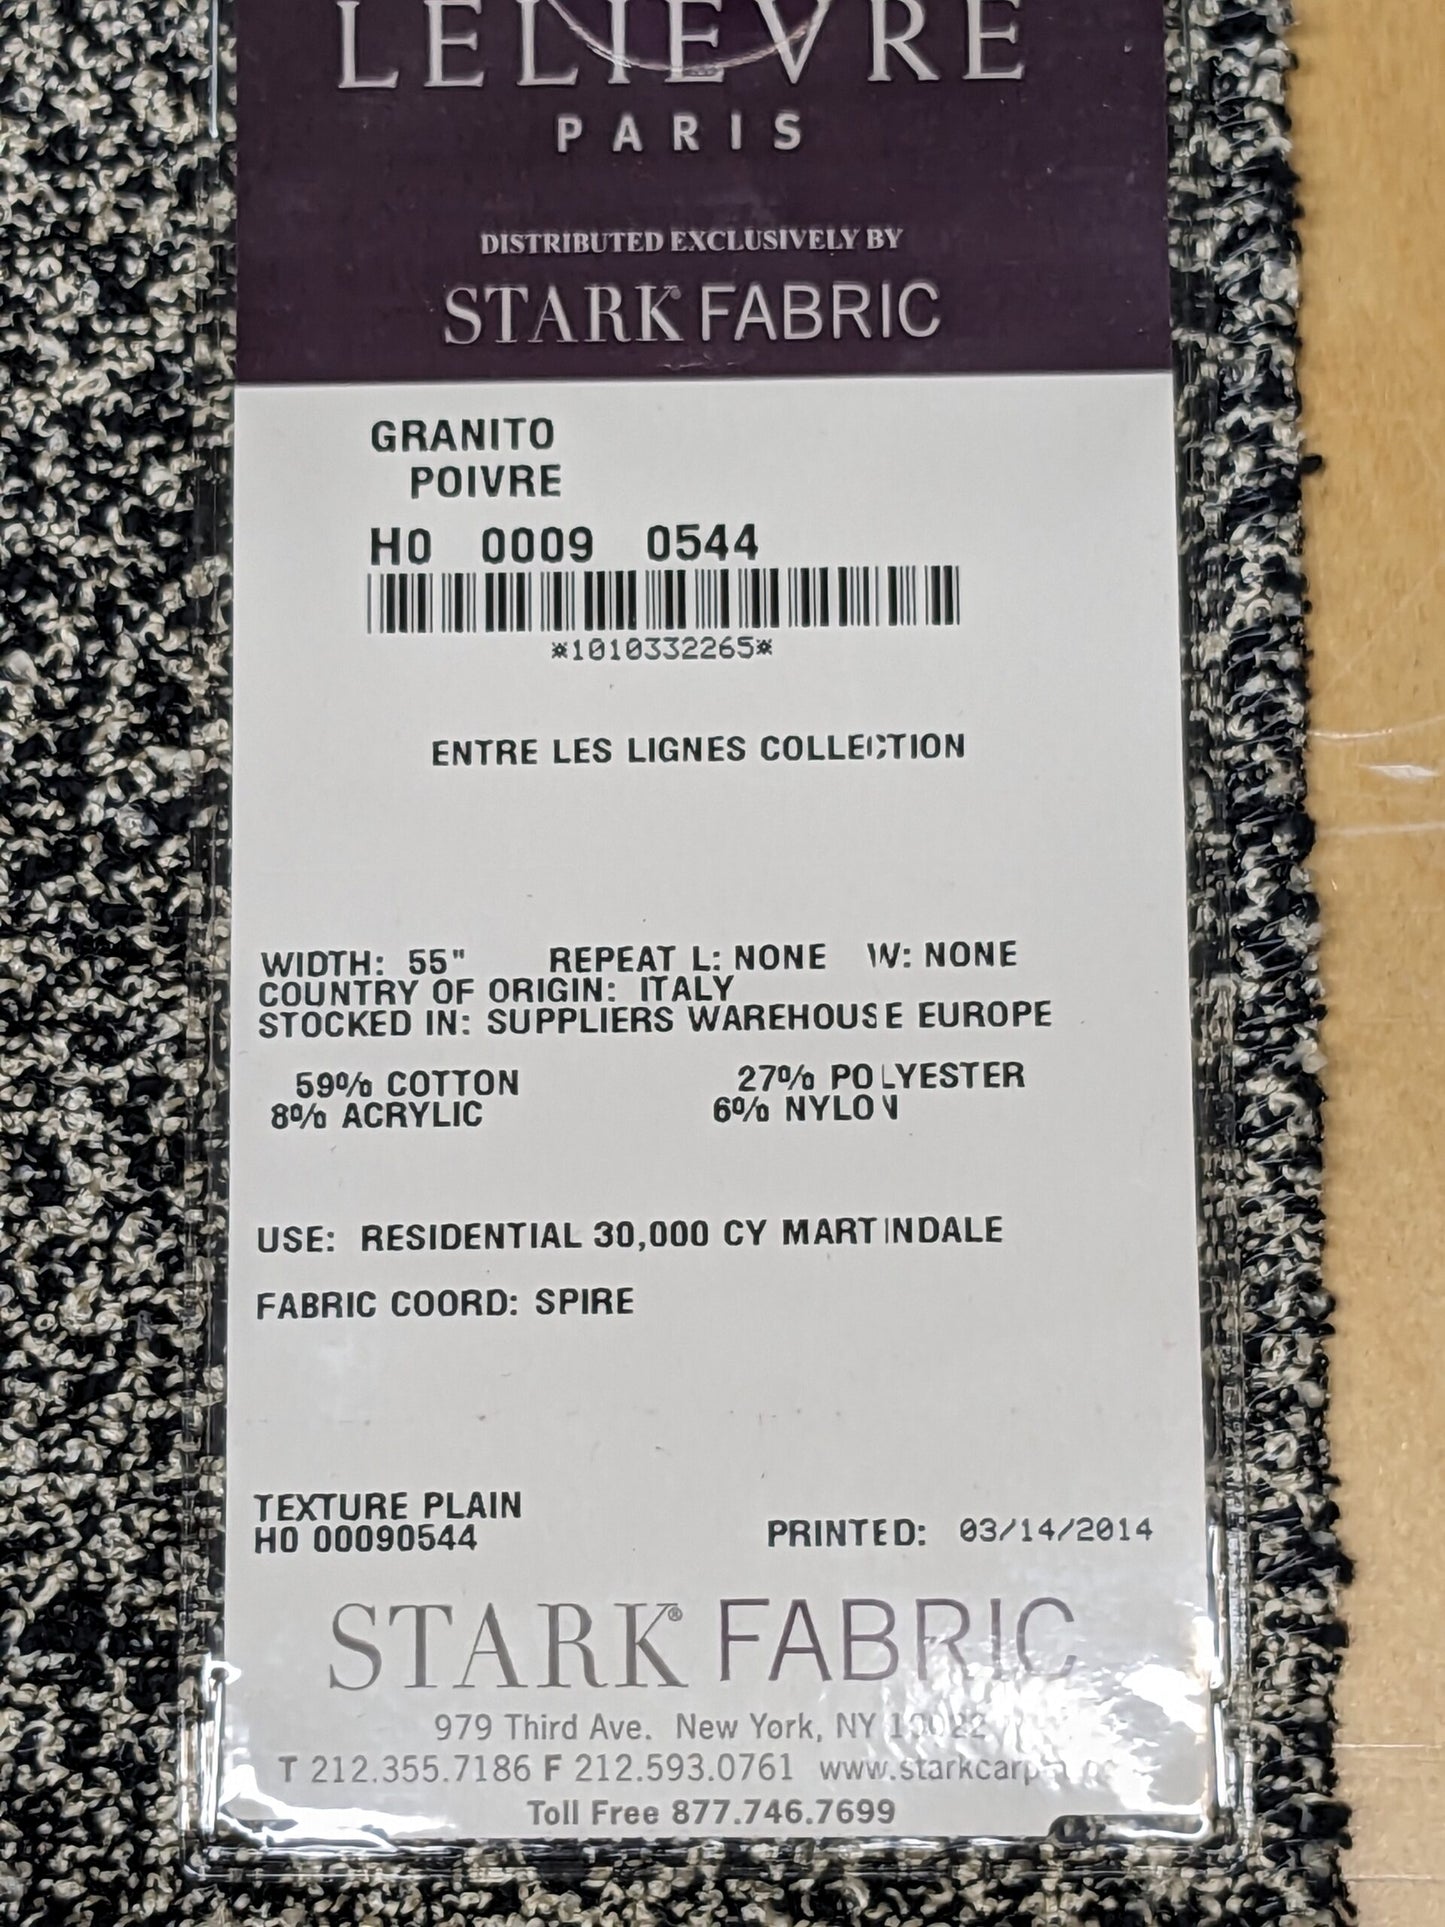 LELIEVRE
PARIS
DISTRIBUTED EXCLUSIVELY BY
STARK® FABRIC
GRANITO
POIVRE
H0 0009 0544
*1010332265*
ENTRE LES LIGNES COLLECTION
WIDTH: 55" REPEAT L: NONE W: NONE
COUNTRY OF ORIGIN: ITALY
STOCKED IN: SUPPLIERS WAREHOUSE EUROPE
59% COTTON 27% POLYESTER
8% ACRYLIC 6% NYLON
USE: RESIDENTIAL 30,000 CY MARTINDALE
FABRIC COORD: SPIRE
TEXTURE PLAIN
H0 00090544
PRINTED: 03/14/2014
STARK® FABRIC
979 Third Ave. New York, NY 10022
T 212.355.7186 F 212.593.0761
Toll Free 877.746.7699